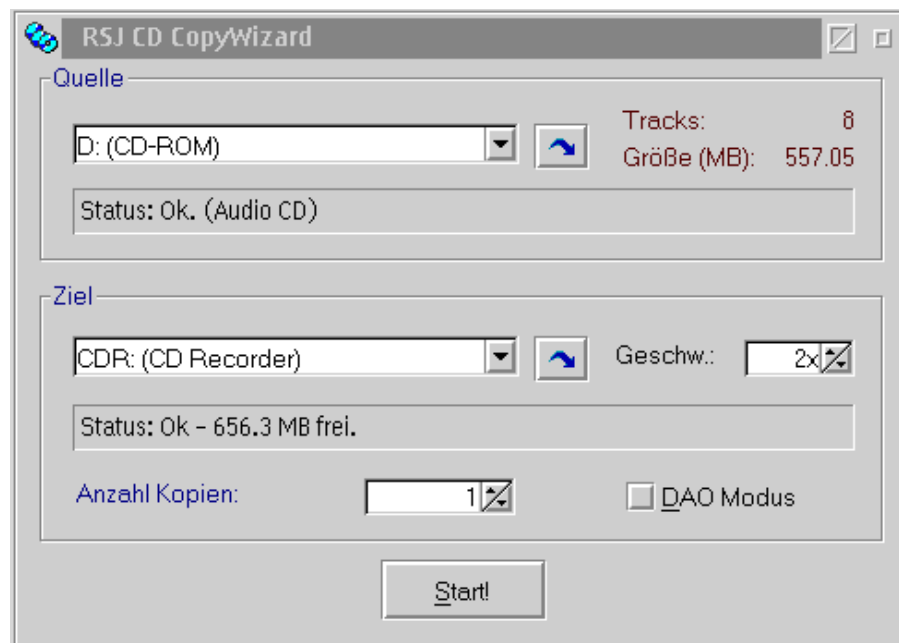 RSJ CD CopyWizard
Quelle
D: (CD-ROM)
Tracks: 8
Größe (MB): 557.05
Status: Ok. (Audio CD)
Ziel
CDR: (CD Recorder)
Geschw.: 2x
Status: Ok - 656.3 MB frei.
Anzahl Kopien: 1
DAO Modus
Start!